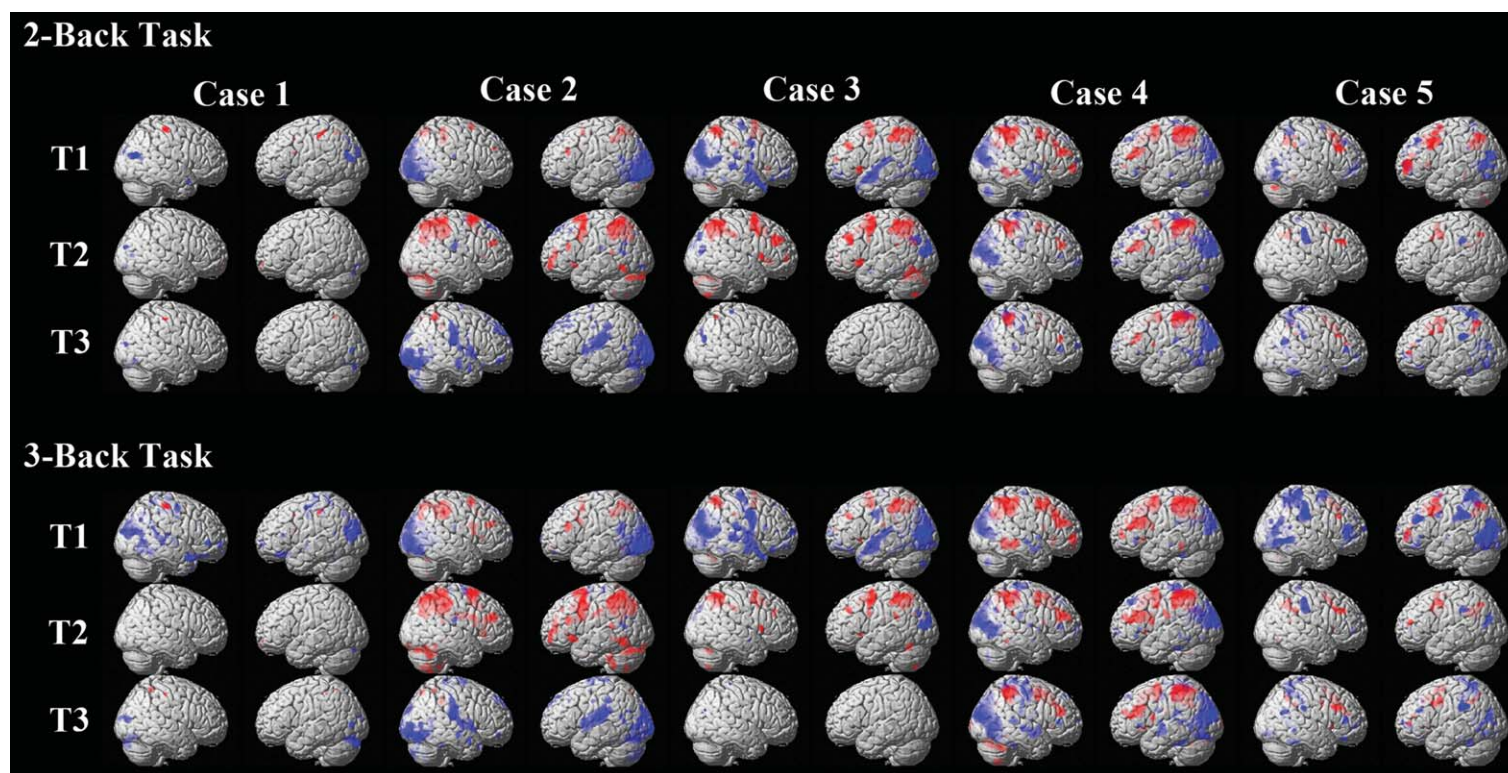 2-Back Task
Case 1 Case 2 Case 3 Case 4 Case 5
T1
T2
T3
3-Back Task
T1
T2
T3